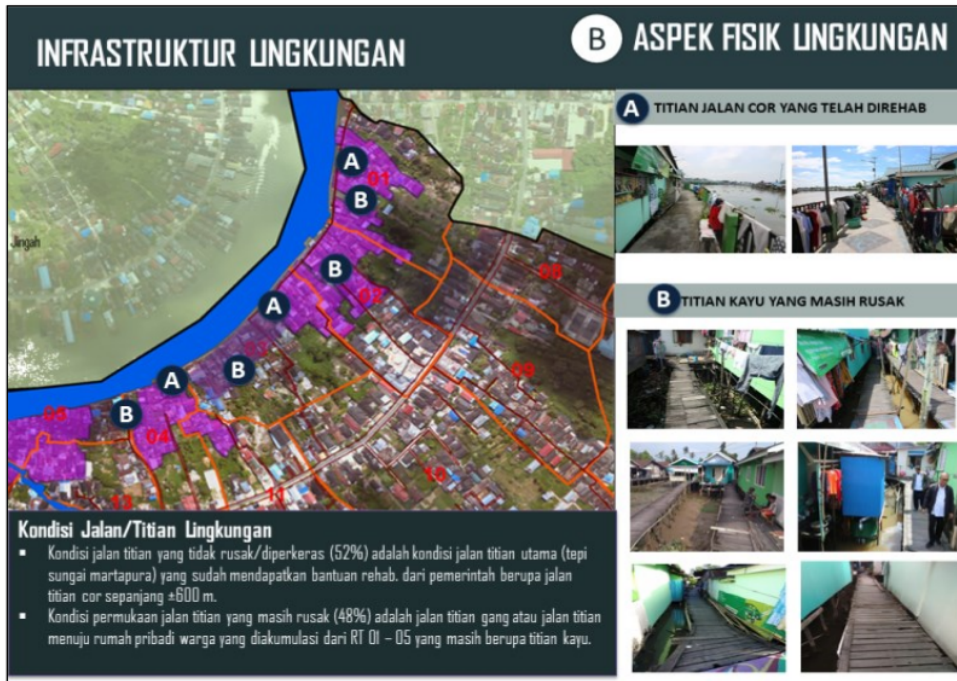 INFRASTRUKTUR LINGKUNGAN
B ASPEK FISIK LINGKUNGAN
A TITIAN JALAN COR YANG TELAH DIREHAB
Jingah
A
01
B
B
02
A
B
A
B
03
04
08
09
10
11
13
B TITIAN KAYU YANG MASIH RUSAK
Kondisi Jalan/Titian Lingkungan
▪ Kondisi jalan titian yang tidak rusak/diperkeras (52%) adalah kondisi jalan titian utama (tepi
sungai martapura) yang sudah mendapatkan bantuan rehab. dari pemerintah berupa jalan
titian cor sepanjang ±600 m.
▪ Kondisi permukaan jalan titian yang masih rusak (48%) adalah jalan titian gang atau jalan titian
menuju rumah pribadi warga yang diakumulasi dari RT 01 – 05 yang masih berupa titian kayu.